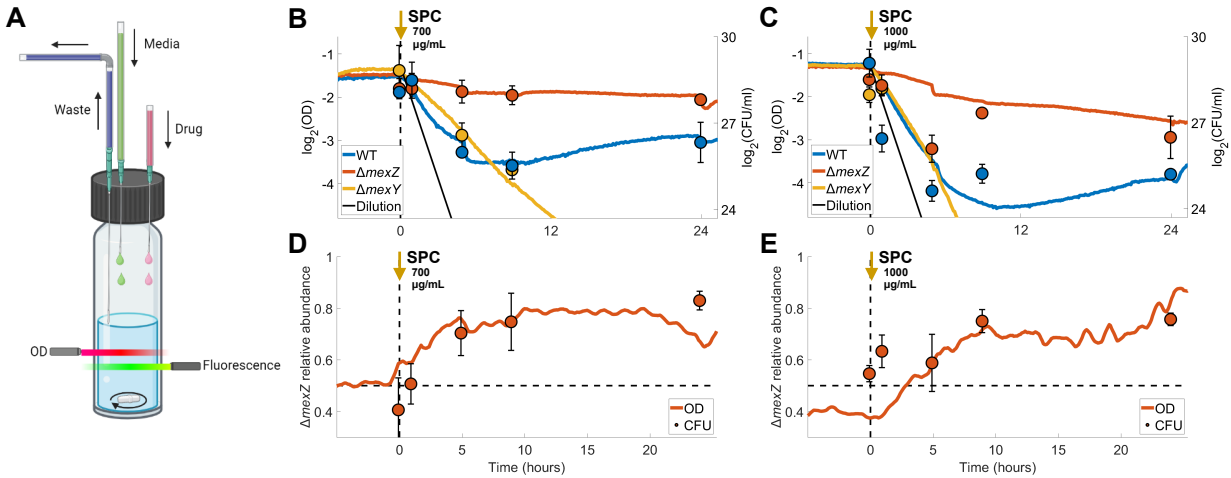 A
Media
Waste
Drug
OD
Fluorescence
B
SPC
700
µg/mL
log2(OD)
-1
-2
-3
-4
30
27
24
log2(CFU/ml)
WT
ΔmexZ
ΔmexY
Dilution
0
12
24
C
SPC
1000
µg/mL
log2(OD)
-1
-2
-3
-4
30
27
24
log2(CFU/ml)
WT
ΔmexZ
ΔmexY
Dilution
0
12
24
D
SPC
700
µg/mL
ΔmexZ relative abundance
1
0.8
0.6
0.4
OD
CFU
0
5
10
15
20
Time (hours)
E
SPC
1000
µg/mL
ΔmexZ relative abundance
1
0.8
0.6
0.4
OD
CFU
0
5
10
15
20
Time (hours)